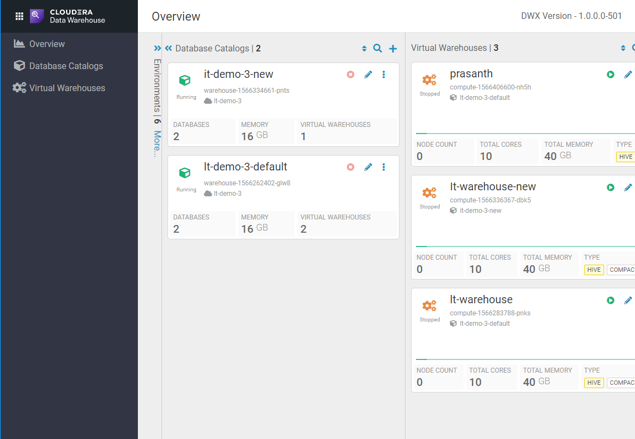 CLOUDERA
Data Warehouse
Overview
Database Catalogs
Virtual Warehouses
Overview
DWX Version - 1.0.0.0-501
Environments | 6 More...
Database Catalogs | 2
it-demo-3-new
warehouse-1566334661-pnts
lt-demo-3
Running
DATABASES MEMORY VIRTUAL WAREHOUSES
2 16 GB 1
lt-demo-3-default
warehouse-1566262402-glw8
lt-demo-3
Running
DATABASES MEMORY VIRTUAL WAREHOUSES
2 16 GB 2
Virtual Warehouses | 3
prasanth
compute-1566406600-nh5h
lt-demo-3-default
Stopped
NODE COUNT TOTAL CORES TOTAL MEMORY TYPE
0 10 40 GB HIVE
lt-warehouse-new
compute-1566336367-dbk5
lt-demo-3-new
Stopped
NODE COUNT TOTAL CORES TOTAL MEMORY TYPE
0 10 40 GB HIVE COMPAC
lt-warehouse
compute-1566283788-pnks
lt-demo-3-default
Stopped
NODE COUNT TOTAL CORES TOTAL MEMORY TYPE
0 10 40 GB HIVE COMPAC